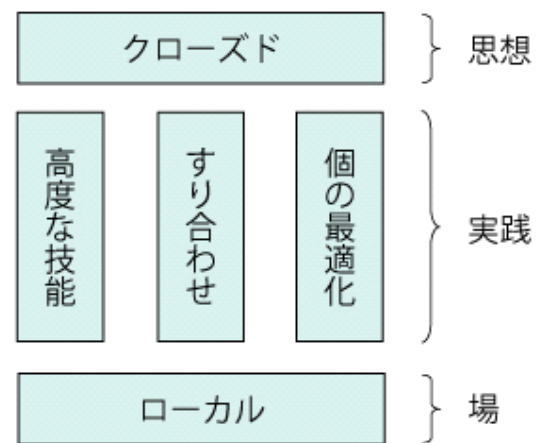 クローズド
思想
高度な技能
すり合わせ
個の最適化
実践
ローカル
場